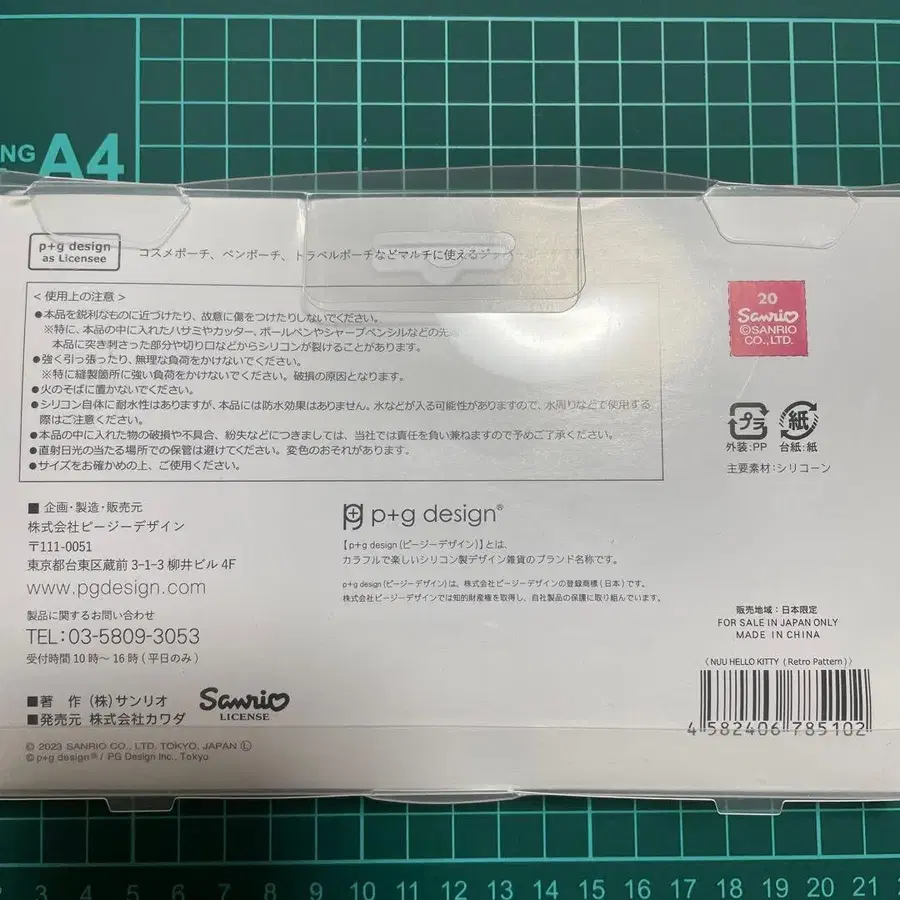 NG A4
p+g design
as Licensee
コスメポーチ、ペンポーチ、トラベルポーチなどマルチに使える
<使用上の注意>
●本品を鋭利なものに近づけたり、故意に傷をつけたりしないでください。
※特に、本品の中に入れたハサミやカッター、ボールペンやシャープペンシルなどの先
本品に突き刺さった部分や切り口などからシリコンが裂けることがあります。
●強く引っ張ったり、無理な負荷をかけないでください。
※特に縫製箇所に強い負荷をかけないでください。破損の原因となります。
●火のそばに置かないでください。
●シリコン自体に耐水性はありますが、本品には防水効果はありません。水などが入る可能性がありますので、水周りなどで使用する
際はご注意ください。
●本品の中に入れた物の破損や不具合、紛失などにつきましては、当社では責任を負い兼ねますので予めご了承ください。
●直射日光の当たる場所での保管は避けてください。変色のおそれがあります。
●サイズをお確かめの上、ご使用ください。
20
Sanrio
©SANRIO
CO.,LTD.
プラ 紙
外装:PP 台紙:紙
主要素材:シリコーン
■ 企画・製造・販売元
株式会社ピージーデザイン
〒111-0051
東京都台東区蔵前 3-1-3 柳井ビル 4F
www.pgdesign.com
製品に関するお問い合わせ
TEL:03-5809-3053
受付時間 10 時〜 16 時 (平日のみ)
p+g design®
【p+g design (ピージーデザイン)】とは、
カラフルで楽しいシリコン製デザイン雑貨のブランド名称です。
p+g design (ピージーデザイン)は、株式会社ピージーデザインの登録商標(日本)です。
株式会社ピージーデザインでは知的財産権を取得し、自社製品の保護に取り組んでいます。
■著 作 (株)サンリオ
■発売元 株式会社カワダ
Sanrio
LICENSE
© 2023 SANRIO CO., LTD. TOKYO, JAPAN Ⓛ
© p+g design® / PG Design Inc., Tokyo
販売地域:日本限定
FOR SALE IN JAPAN ONLY
MADE IN CHINA
〈 NUU HELLO KITTY (Retro Pattern)〉
4 582406 785102
3 4 5 6 7 8 9 10 11 12 13 14 15 16 17 18 19 20 21